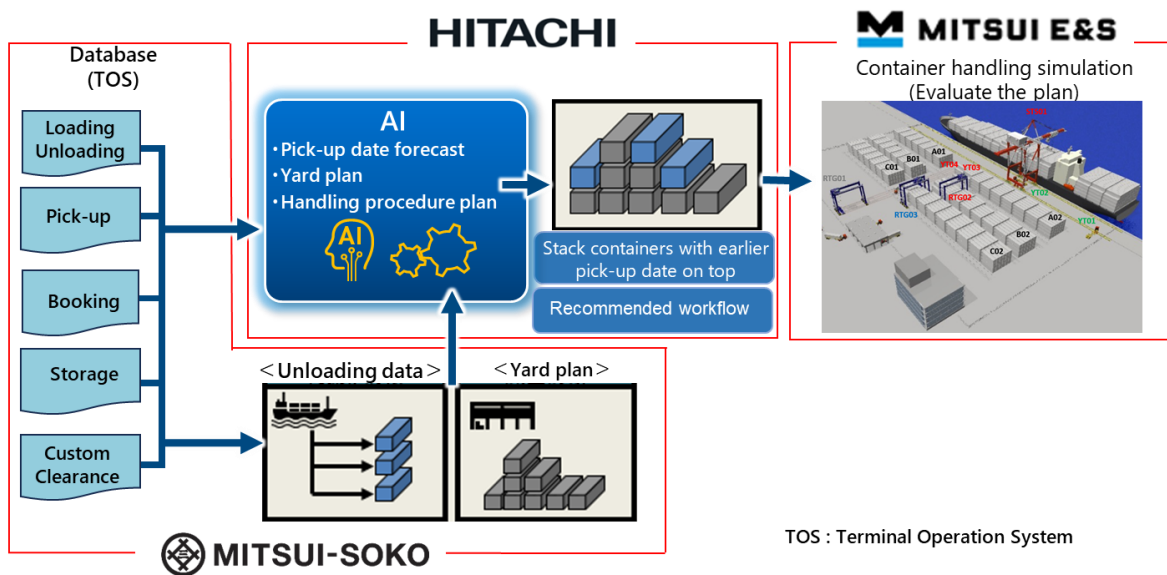 HITACHI
MITSUI E&S
Database
(TOS)
Loading
Unloading
Pick-up
Booking
Storage
Custom
Clearance
AI
・Pick-up date forecast
・Yard plan
・Handling procedure plan
AI
Stack containers with earlier
pick-up date on top
Recommended workflow
Container handling simulation
(Evaluate the plan)
A01
B01
C01
YT04
YT03
RTG01
RTG02
RTG03
YT02
YT01
A02
B02
C02
＜Unloading data＞
＜Yard plan＞
MITSUI-SOKO
TOS : Terminal Operation System